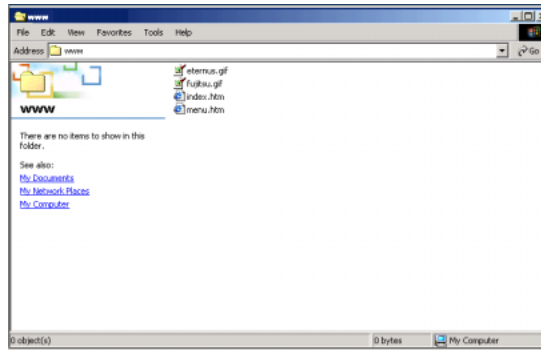 www
File Edit View Favorites Tools Help
Address www Go
eternus.gif
fujitsu.gif
index.htm
menu.htm
www
There are no items to show in this
folder.
See also:
My Documents
My Network Places
My Computer
0 object(s) 0 bytes My Computer